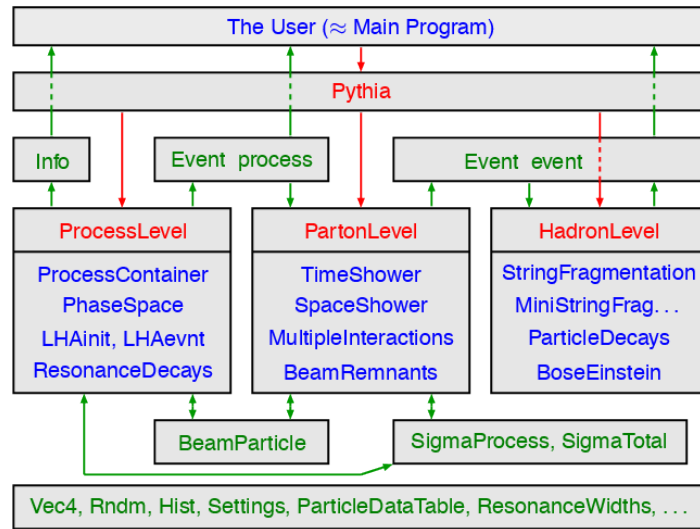 The User (≈ Main Program)
Pythia
Info
Event process
Event event
ProcessLevel
ProcessContainer
PhaseSpace
LHAinit, LHAevnt
ResonanceDecays
PartonLevel
TimeShower
SpaceShower
MultipleInteractions
BeamRemnants
HadronLevel
StringFragmentation
MiniStringFrag...
ParticleDecays
BoseEinstein
BeamParticle
SigmaProcess, SigmaTotal
Vec4, Rndm, Hist, Settings, ParticleDataTable, ResonanceWidths, ...